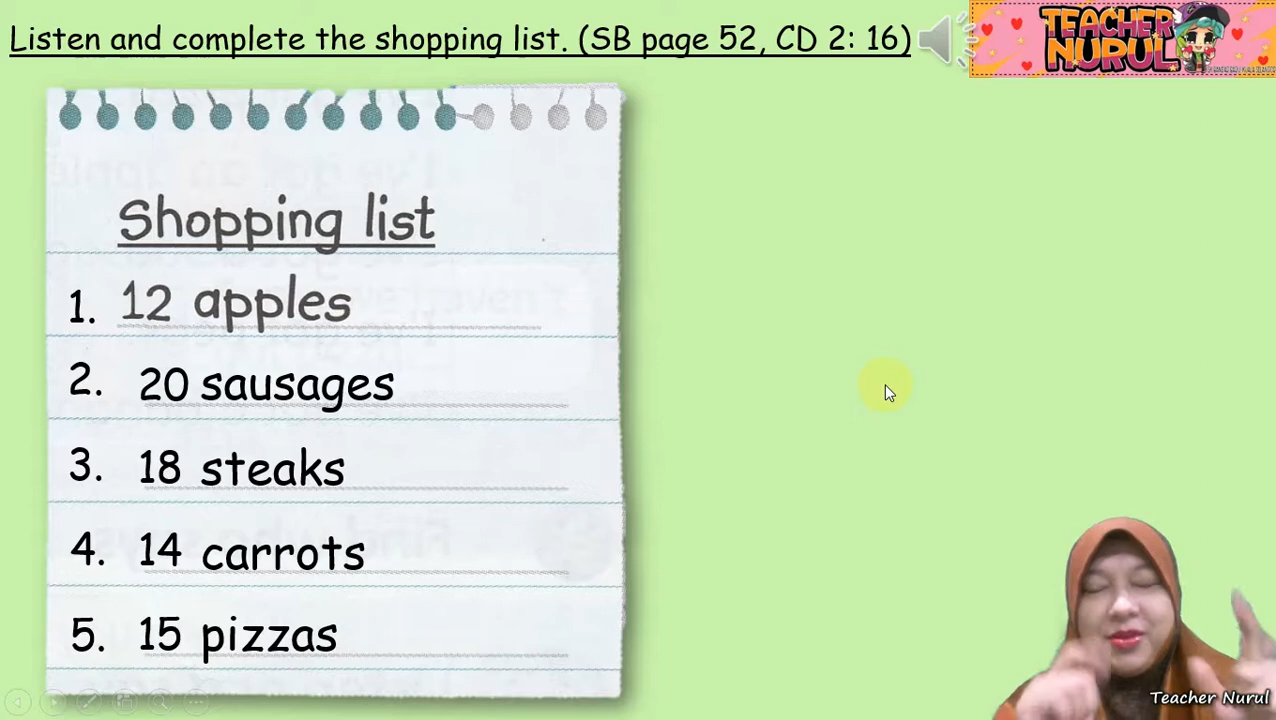 Listen and complete the shopping list. (SB page 52, CD 2: 16)
TEACHER
NURUL
Shopping list
1. 12 apples
2. 20 sausages
3. 18 steaks
4. 14 carrots
5. 15 pizzas
Teacher Nurul